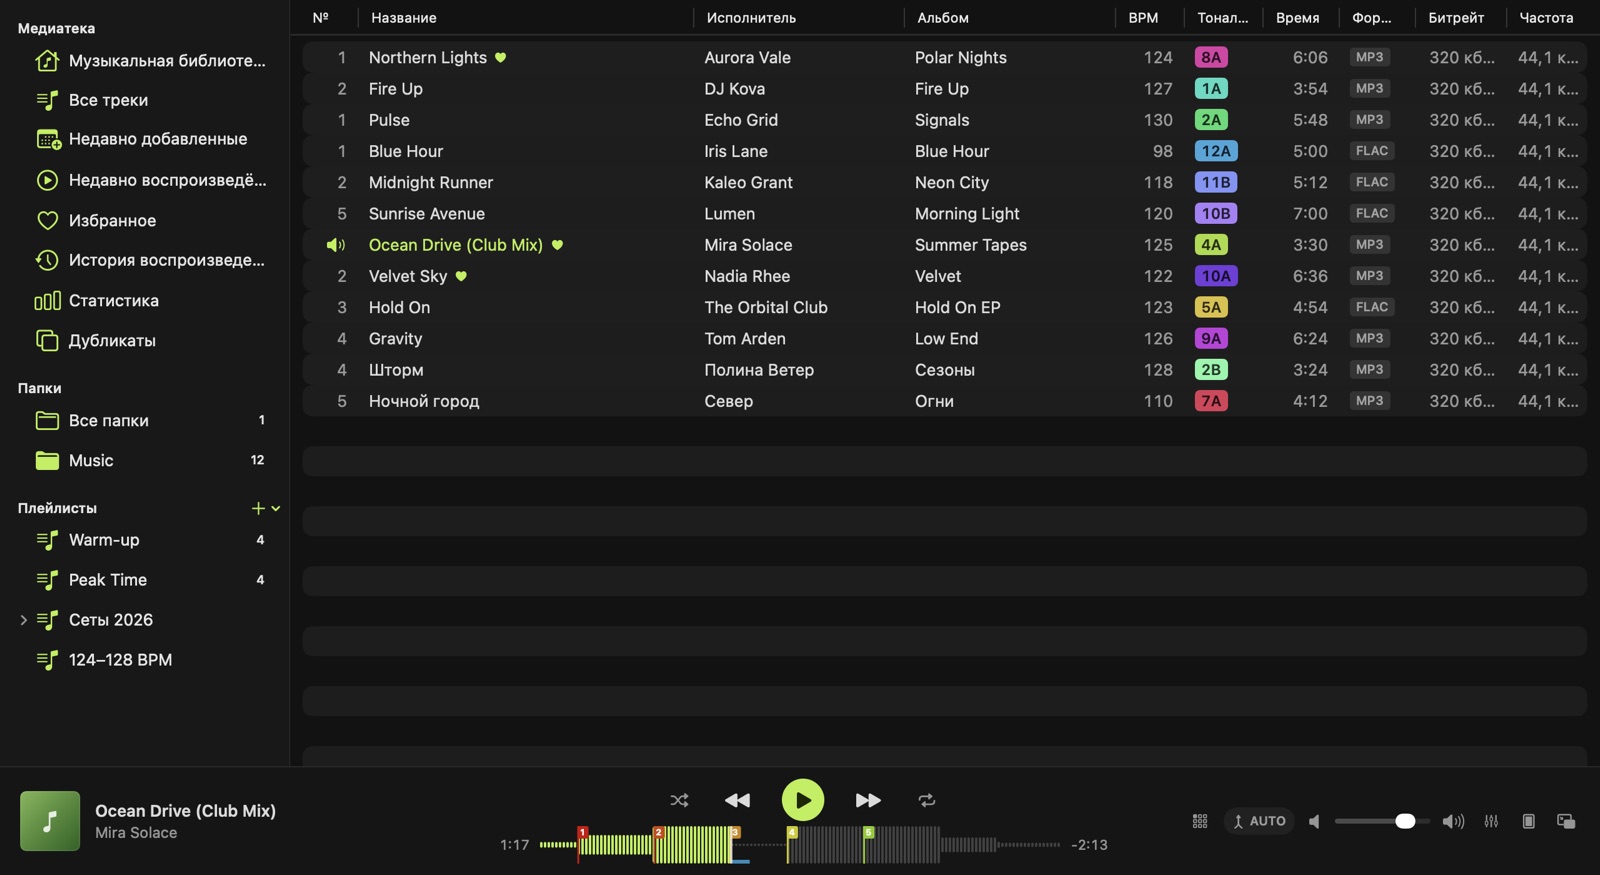 Медиатека
Музыкальная библиоте...
Все треки
Недавно добавленные
Недавно воспроизведё...
Избранное
История воспроизведе...
Статистика
Дубликаты
Папки
Все папки 1
Music 12
Плейлисты
Warm-up 4
Peak Time 4
Сеты 2026
124–128 BPM
№ Название Исполнитель Альбом BPM Тонал... Время Фор... Битрейт Частота
1 Northern Lights Aurora Vale Polar Nights 124 8A 6:06 MP3 320 кб... 44,1 к...
2 Fire Up DJ Kova Fire Up 127 1A 3:54 MP3 320 кб... 44,1 к...
1 Pulse Echo Grid Signals 130 2A 5:48 MP3 320 кб... 44,1 к...
1 Blue Hour Iris Lane Blue Hour 98 12A 5:00 FLAC 320 кб... 44,1 к...
2 Midnight Runner Kaleo Grant Neon City 118 11B 5:12 FLAC 320 кб... 44,1 к...
5 Sunrise Avenue Lumen Morning Light 120 10B 7:00 FLAC 320 кб... 44,1 к...
Ocean Drive (Club Mix) Mira Solace Summer Tapes 125 4A 3:30 MP3 320 кб... 44,1 к...
2 Velvet Sky Nadia Rhee Velvet 122 10A 6:36 MP3 320 кб... 44,1 к...
3 Hold On The Orbital Club Hold On EP 123 5A 4:54 FLAC 320 кб... 44,1 к...
4 Gravity Tom Arden Low End 126 9A 6:24 MP3 320 кб... 44,1 к...
4 Шторм Полина Ветер Сезоны 128 2B 3:24 MP3 320 кб... 44,1 к...
5 Ночной город Север Огни 110 7A 4:12 MP3 320 кб... 44,1 к...
Ocean Drive (Club Mix)
Mira Solace
1:17 1 2 3 4 5 -2:13
AUTO